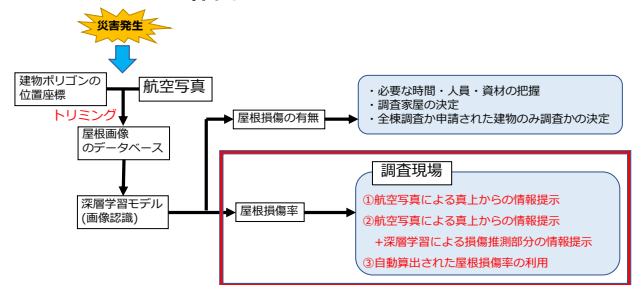 災害発生
建物ポリゴンの
位置座標
航空写真
トリミング
屋根画像
のデータベース
深層学習モデル
(画像認識)
屋根損傷の有無
・必要な時間・人員・資材の把握
・調査家屋の決定
・全棟調査か申請された建物のみ調査かの決定
屋根損傷率
調査現場
①航空写真による真上からの情報提示
②航空写真による真上からの情報提示
+深層学習による損傷推測部分の情報提示
③自動算出された屋根損傷率の利用